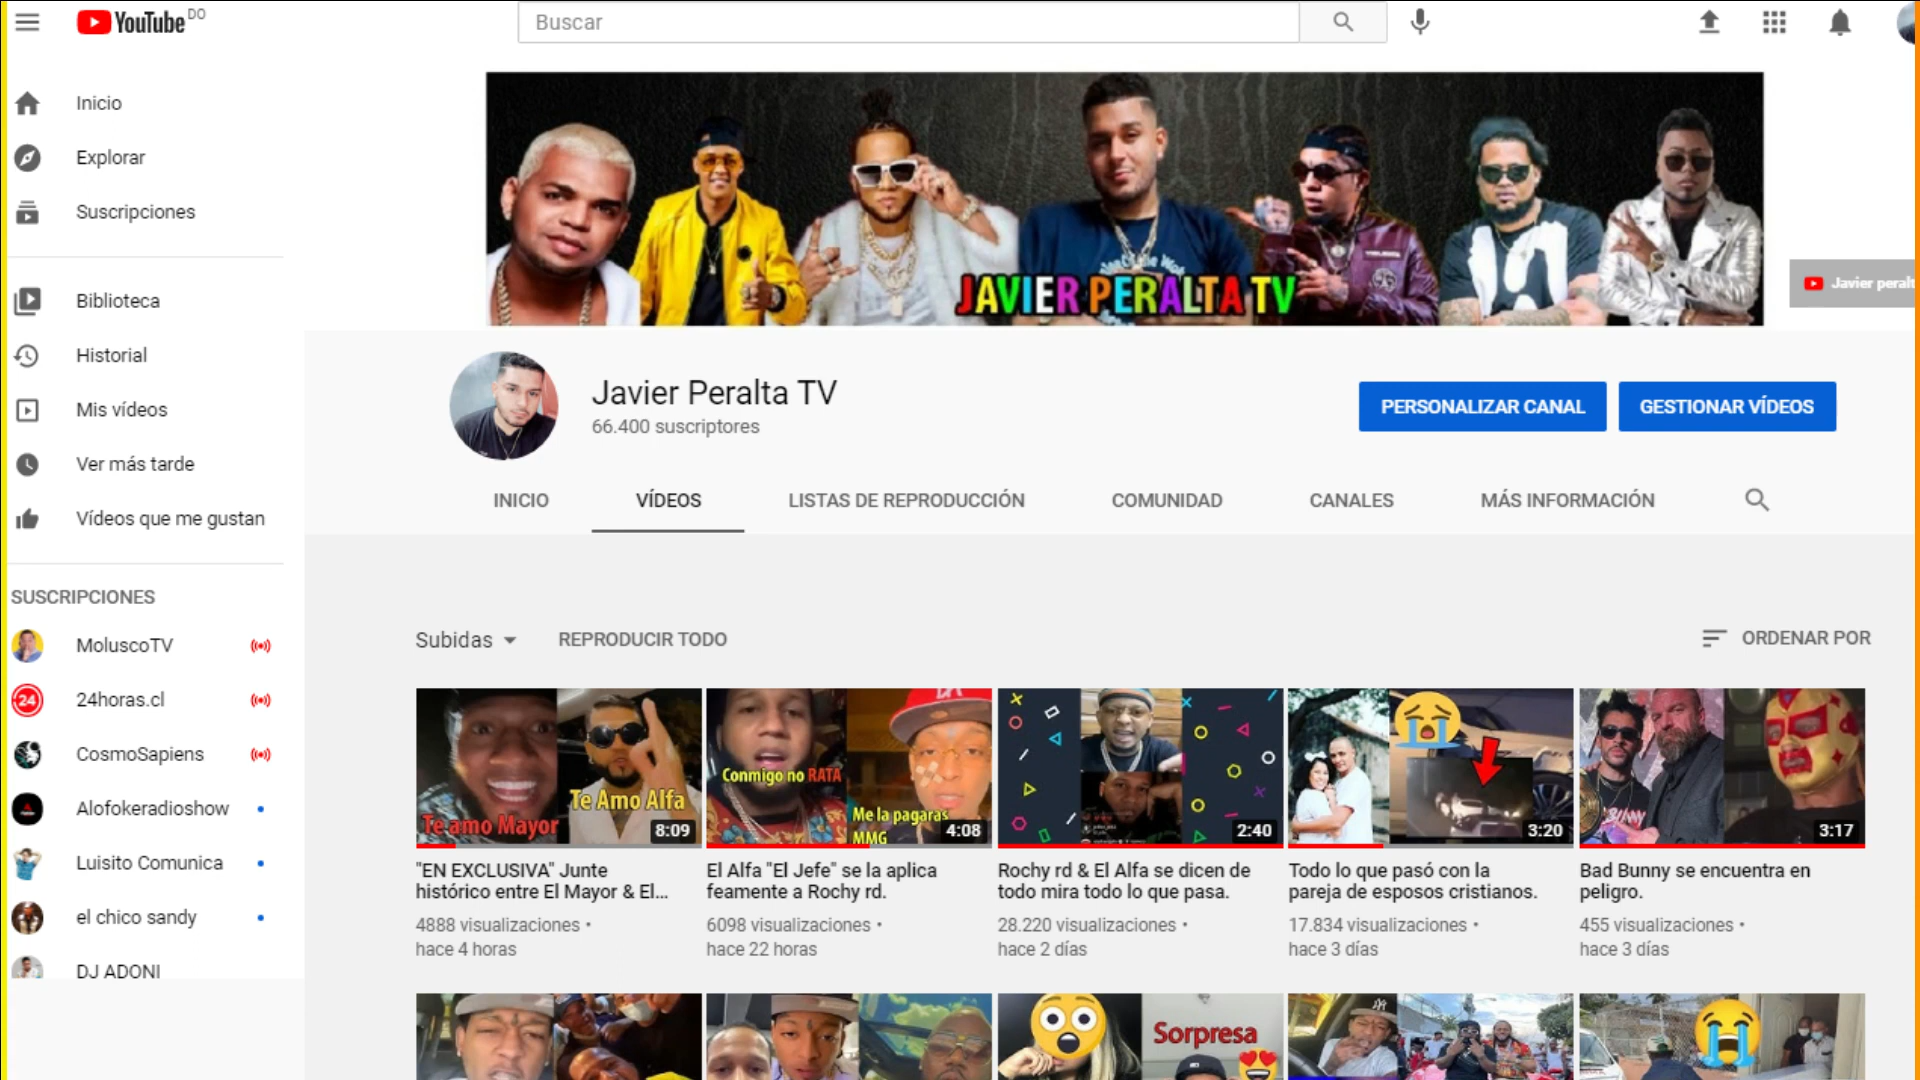 YouTube DO
Buscar
Inicio
Explorar
Suscripciones
Biblioteca
Historial
Mis vídeos
Ver más tarde
Vídeos que me gustan
SUSCRIPCIONES
MoluscoTV
24horas.cl
CosmoSapiens
Alofokeradioshow
Luisito Comunica
el chico sandy
DJ ADONI
JAVIER PERALTA TV
Javier peralt
Javier Peralta TV
66.400 suscriptores
PERSONALIZAR CANAL
GESTIONAR VÍDEOS
INICIO
VÍDEOS
LISTAS DE REPRODUCCIÓN
COMUNIDAD
CANALES
MÁS INFORMACIÓN
Subidas
REPRODUCIR TODO
ORDENAR POR
Te amo Mayor
Te Amo Alfa
8:09
"EN EXCLUSIVA" Junte
histórico entre El Mayor & El...
4888 visualizaciones •
hace 4 horas
Conmigo no RATA
Me la pagaras
MMG
4:08
El Alfa "El Jefe" se la aplica
feamente a Rochy rd.
6098 visualizaciones •
hace 22 horas
2:40
Rochy rd & El Alfa se dicen de
todo mira todo lo que pasa.
28.220 visualizaciones •
hace 2 días
3:20
Todo lo que pasó con la
pareja de esposos cristianos.
17.834 visualizaciones •
hace 3 días
3:17
Bad Bunny se encuentra en
peligro.
455 visualizaciones •
hace 3 días
Sorpresa